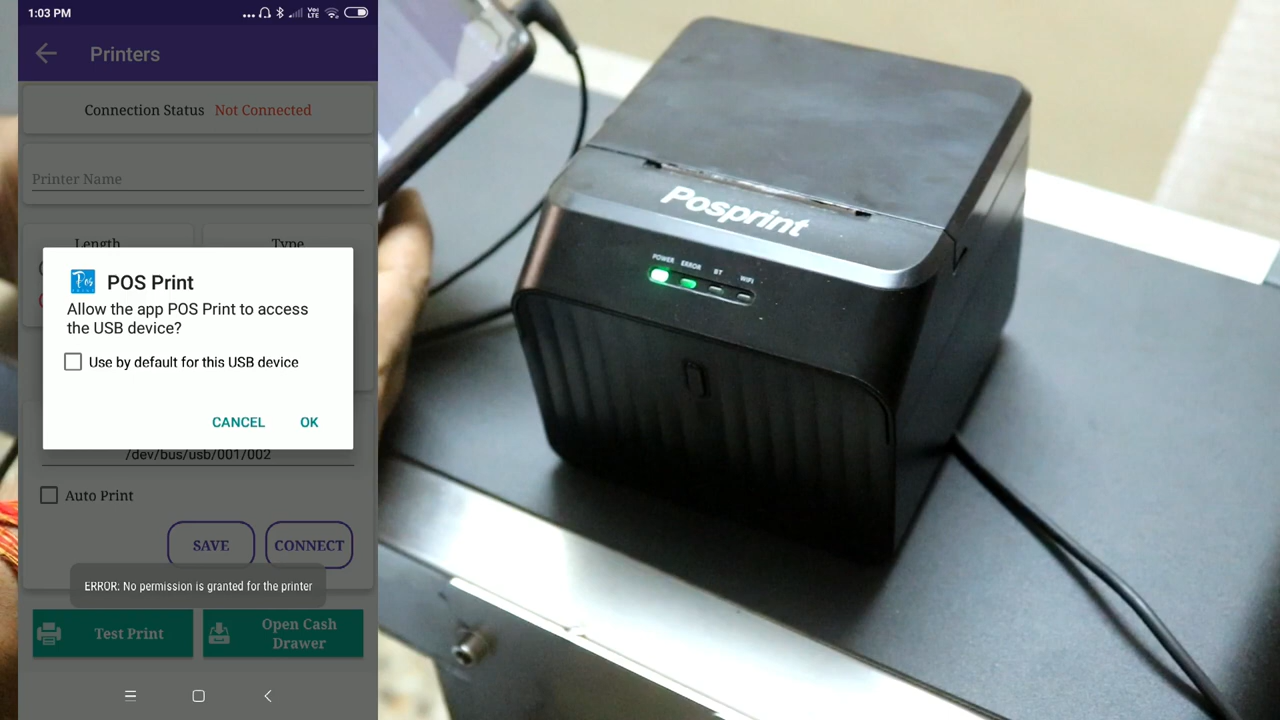 1:03 PM
Vo) LTE
Printers
Connection Status Not Connected
Printer Name
Length Type
POS Print
Allow the app POS Print to access
the USB device?
Use by default for this USB device
CANCEL OK
/dev/bus/usb/001/002
Auto Print
SAVE CONNECT
ERROR: No permission is granted for the printer
Test Print
Open Cash
Drawer
Posprint
POWER ERROR BT WiFi